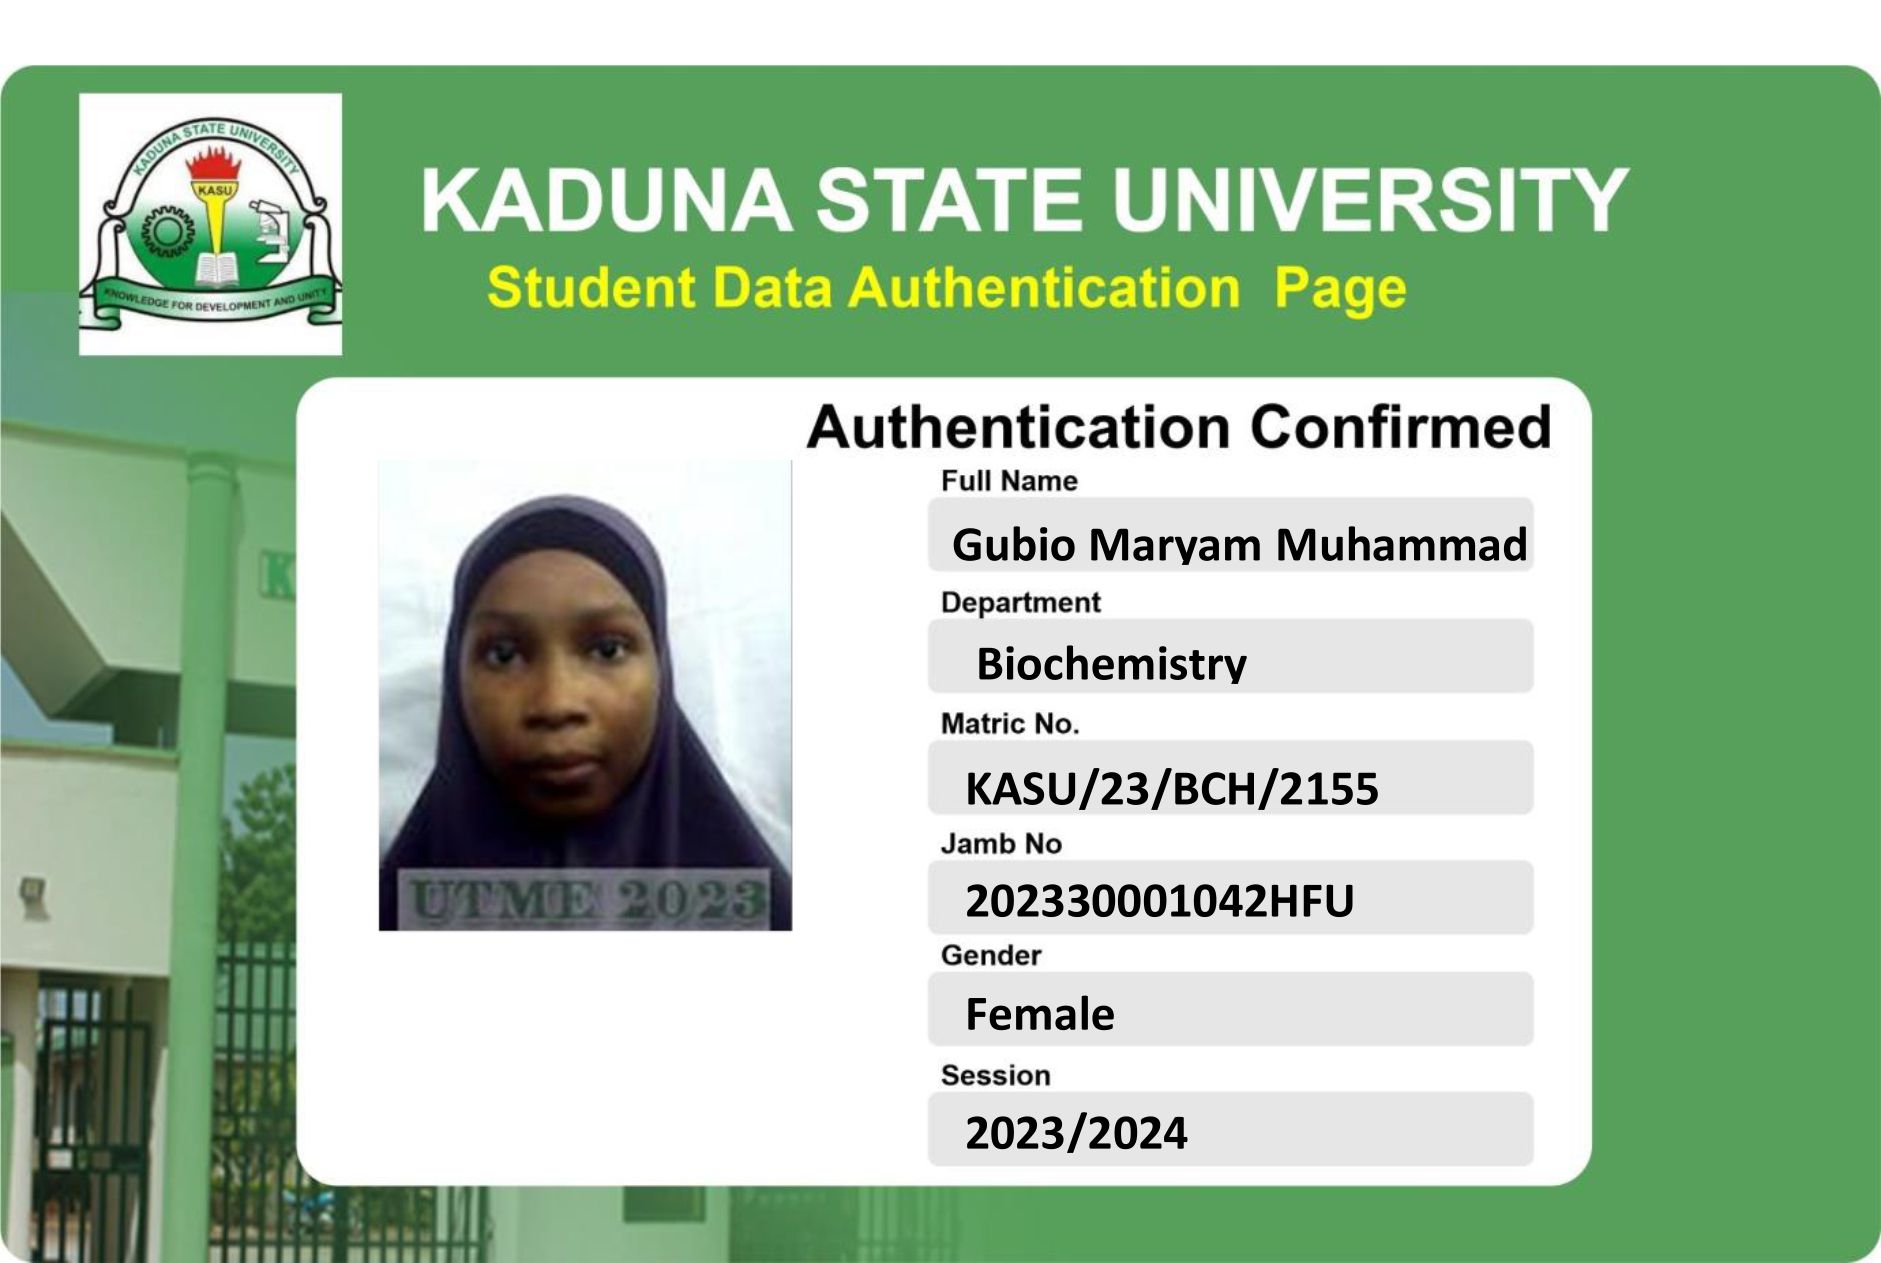 KADUNA STATE UNIVERSITY
KASU
KNOWLEDGE FOR DEVELOPMENT AND UNITY
KADUNA STATE UNIVERSITY
Student Data Authentication Page
Authentication Confirmed
Full Name
Gubio Maryam Muhammad
Department
Biochemistry
Matric No.
KASU/23/BCH/2155
Jamb No
202330001042HFU
Gender
Female
Session
2023/2024
UTME 2023
K